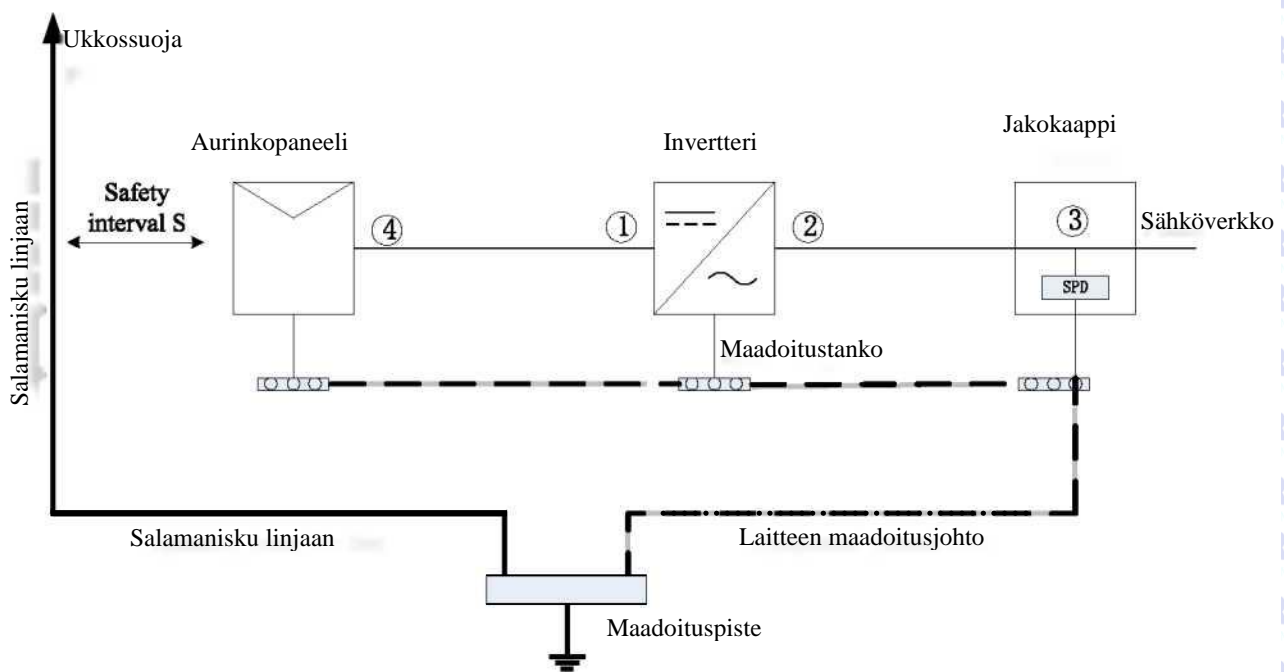 Ukkossuoja
Jakokaappi
Aurinkopaneeli
Invertteri
Safety
interval S
④
①
②
③
Sähköverkko
SPD
Salamanisku linjaan
Maadoitustanko
Salamanisku linjaan
Laitteen maadoitusjohto
Maadoituspiste